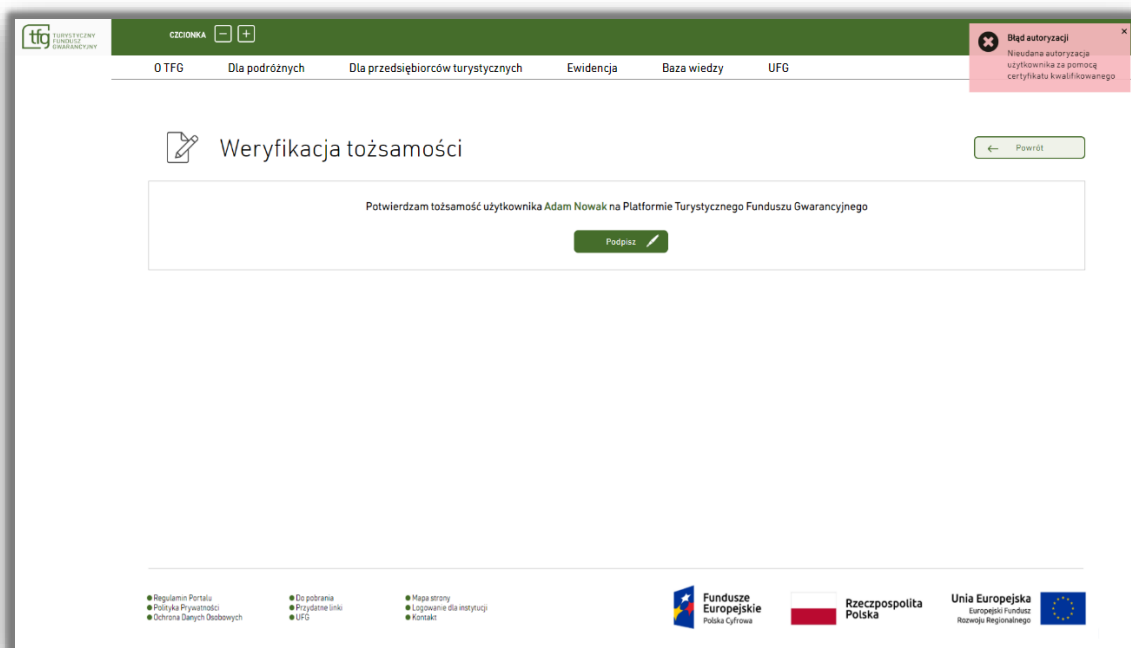 tfg TURYSTYCZNY
FUNDUSZ
GWARANCYJNY
CZCIONKA − +
Błąd autoryzacji ×
Nieudana autoryzacja
użytkownika za pomocą
certyfikatu kwalifikowanego
O TFG Dla podróżnych Dla przedsiębiorców turystycznych Ewidencja Baza wiedzy UFG
Weryfikacja tożsamości
← Powrót
Potwierdzam tożsamość użytkownika Adam Nowak na Platformie Turystycznego Funduszu Gwarancyjnego
Podpisz
Regulamin Portalu
Polityka Prywatności
Ochrona Danych Osobowych
Do pobrania
Przydatne linki
UFG
Mapa strony
Logowanie dla instytucji
Kontakt
Fundusze
Europejskie
Polska Cyfrowa
Rzeczpospolita
Polska
Unia Europejska
Europejski Fundusz
Rozwoju Regionalnego